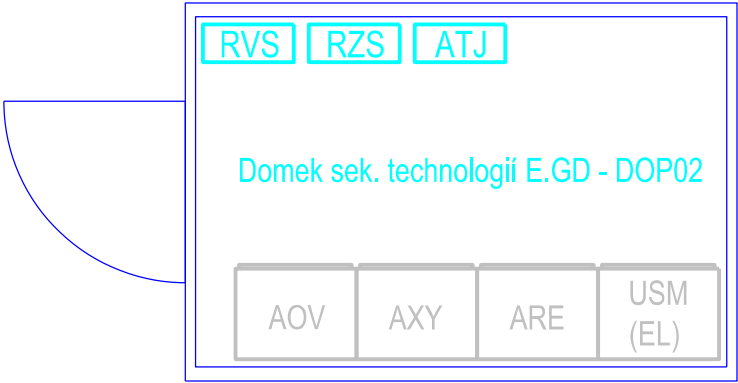 RVS RZS ATJ
Domek sek. technologií E.GD - DOP02
AOV AXY ARE USM
(EL)